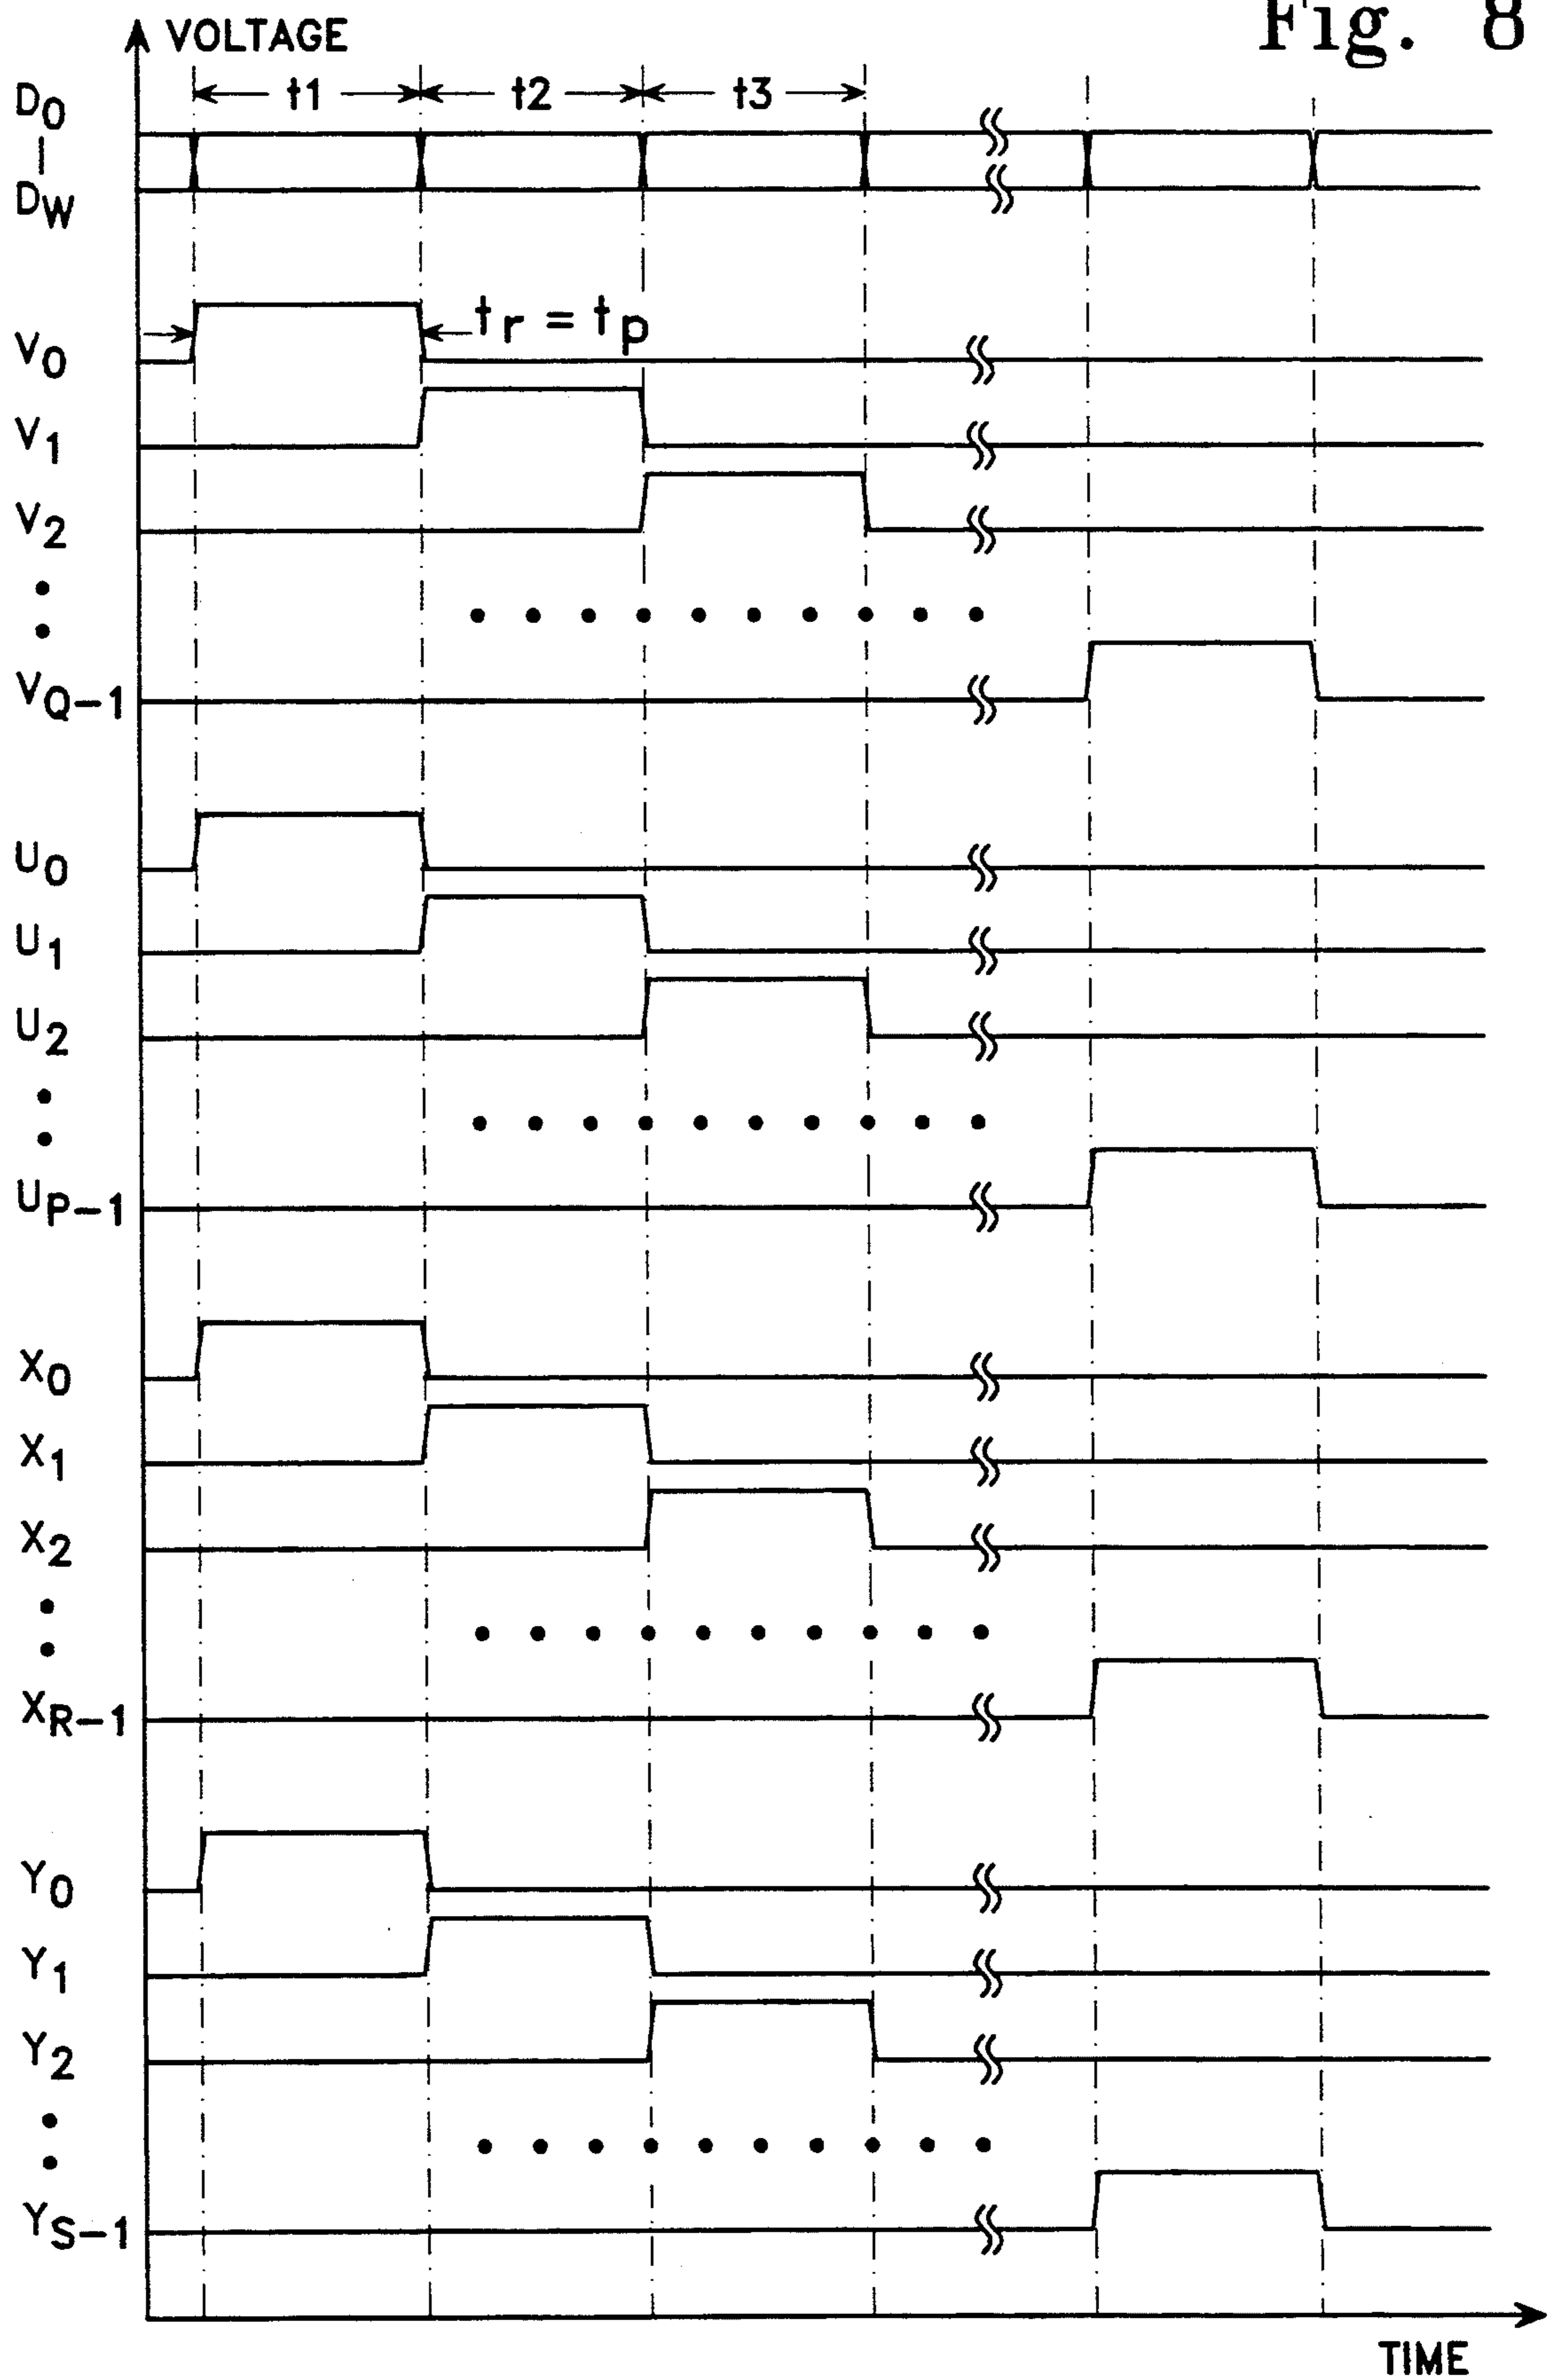 Fig. 8
VOLTAGE
D0
t1 t2 t3
DW
tr = tp
V0
V1
V2
VQ-1
U0
U1
U2
UP-1
X0
X1
X2
XR-1
Y0
Y1
Y2
YS-1
TIME